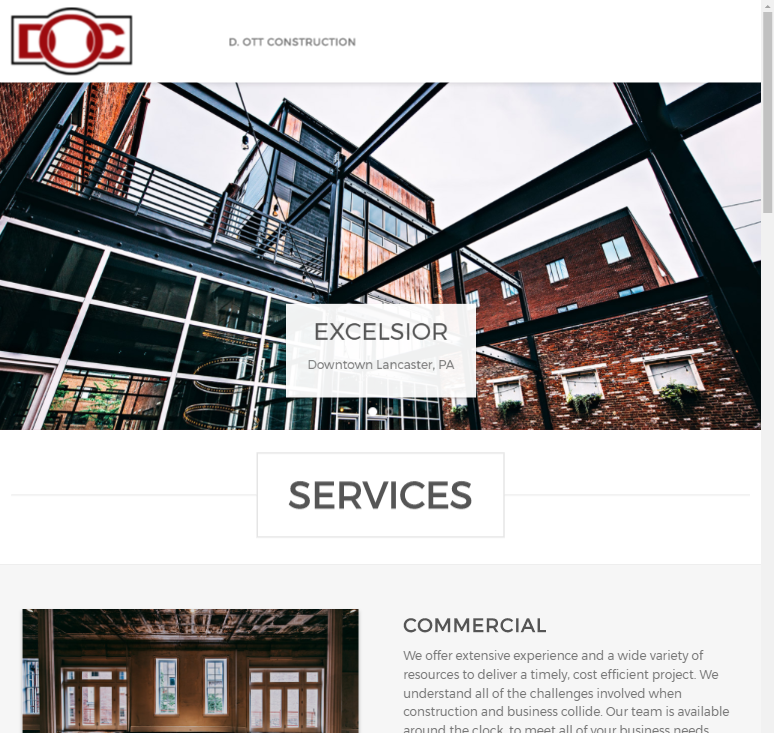 DOC
D. OTT CONSTRUCTION
EXCELSIOR
Downtown Lancaster, PA
SERVICES
COMMERCIAL
We offer extensive experience and a wide variety of
resources to deliver a timely, cost efficient project. We
understand all of the challenges involved when
construction and business collide. Our team is available
around the clock, to meet all of your business needs.